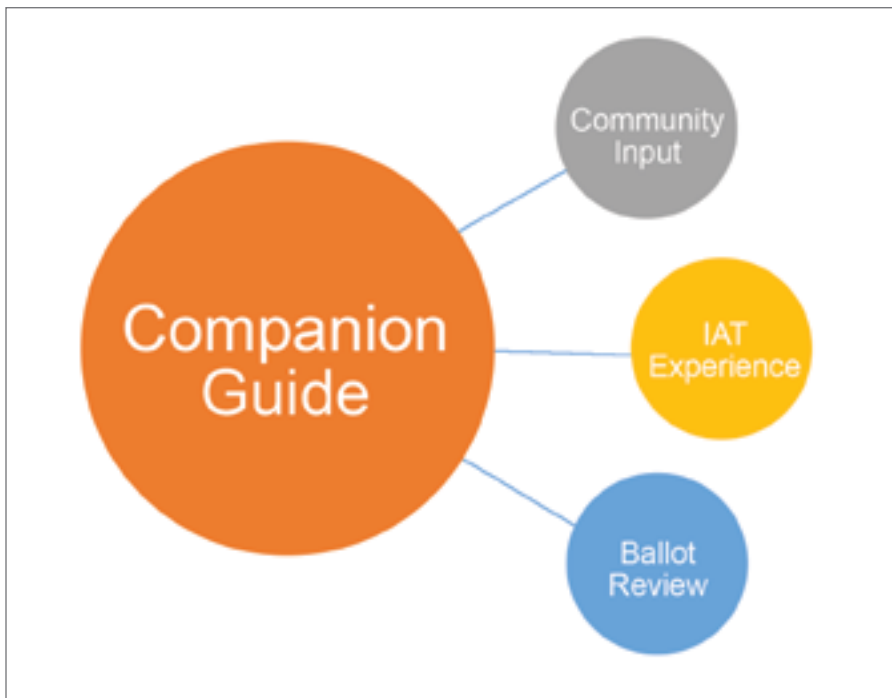 Community
Input
Companion
Guide
IAT
Experience
Ballot
Review